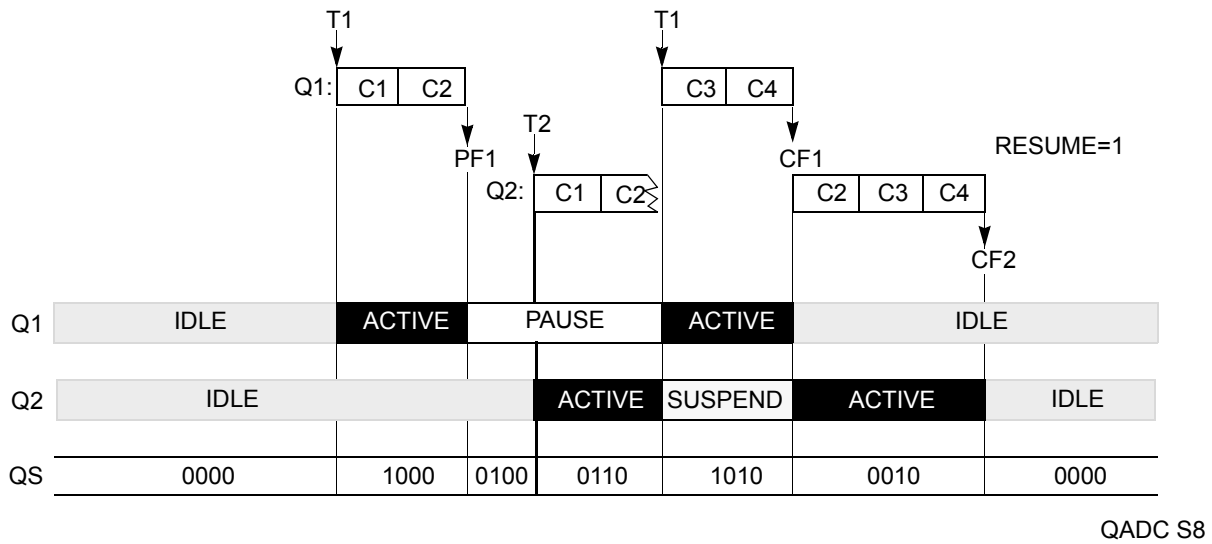 T1 T1
Q1: C1 C2 C3 C4
T2
PF1 CF1 RESUME=1
Q2: C1 C2 C2 C3 C4
CF2
Q1 IDLE ACTIVE PAUSE ACTIVE IDLE
Q2 IDLE ACTIVE SUSPEND ACTIVE IDLE
QS 0000 1000 0100 0110 1010 0010 0000
QADC S8